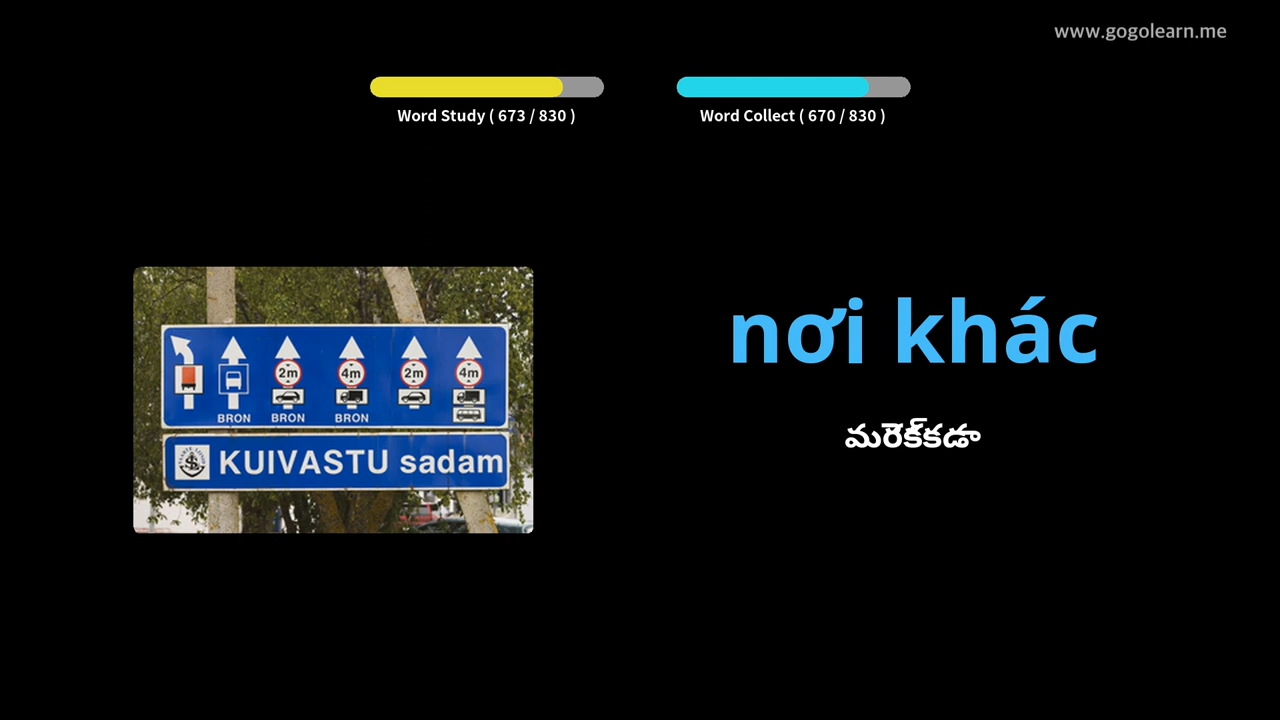 www.gogolearn.me
Word Study ( 673 / 830 )
Word Collect ( 670 / 830 )
nơi khác
మరెక్కడా
2m 4m 2m 4m
BRON BRON BRON
KUIVASTU sadam